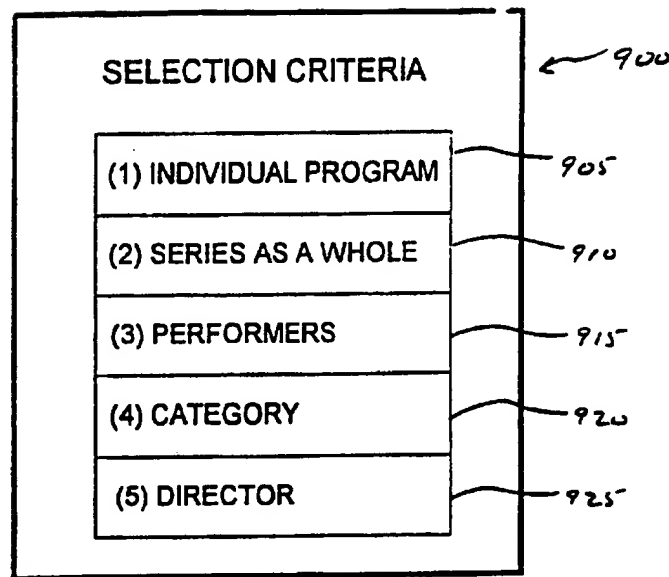 SELECTION CRITERIA
900
(1) INDIVIDUAL PROGRAM
905
(2) SERIES AS A WHOLE
910
(3) PERFORMERS
915
(4) CATEGORY
920
(5) DIRECTOR
925